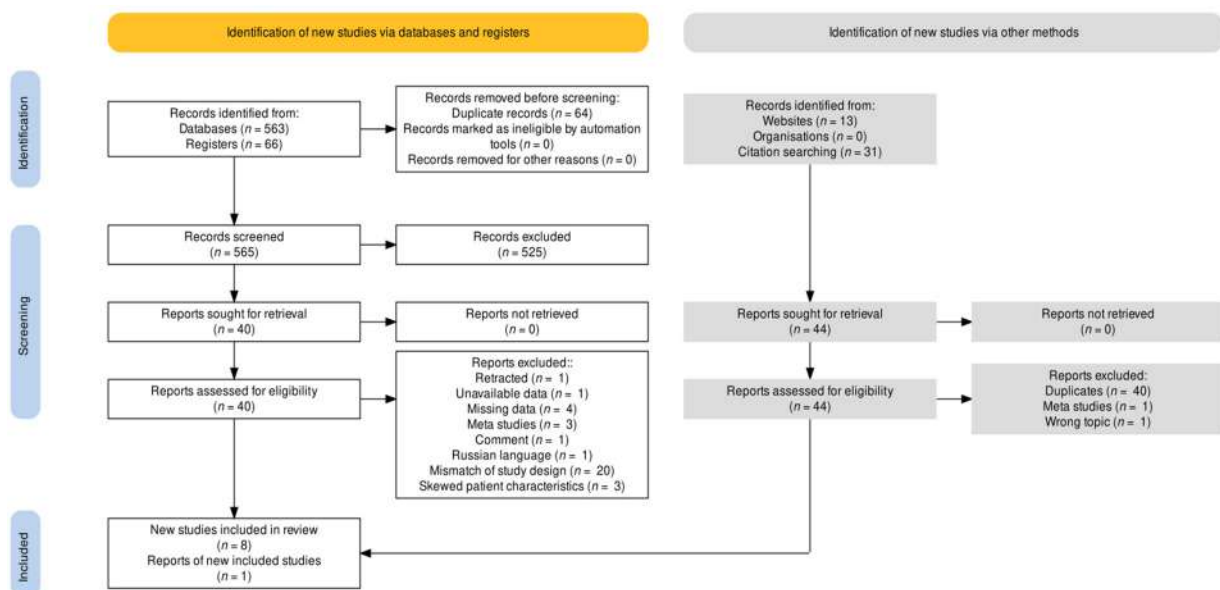 Identification of new studies via databases and registers
Identification of new studies via other methods
Identification
Records identified from:
Databases (n = 563)
Registers (n = 66)
Records removed before screening:
Duplicate records (n = 64)
Records marked as ineligible by automation
tools (n = 0)
Records removed for other reasons (n = 0)
Records identified from:
Websites (n = 13)
Organisations (n = 0)
Citation searching (n = 31)
Screening
Records screened
(n = 565)
Records excluded
(n = 525)
Reports sought for retrieval
(n = 40)
Reports not retrieved
(n = 0)
Reports sought for retrieval
(n = 44)
Reports not retrieved
(n = 0)
Reports assessed for eligibility
(n = 40)
Reports excluded::
Retracted (n = 1)
Unavailable data (n = 1)
Missing data (n = 4)
Meta studies (n = 3)
Comment (n = 1)
Russian language (n = 1)
Mismatch of study design (n = 20)
Skewed patient characteristics (n = 3)
Reports assessed for eligibility
(n = 44)
Reports excluded:
Duplicates (n = 40)
Meta studies (n = 1)
Wrong topic (n = 1)
Included
New studies included in review
(n = 8)
Reports of new included studies
(n = 1)